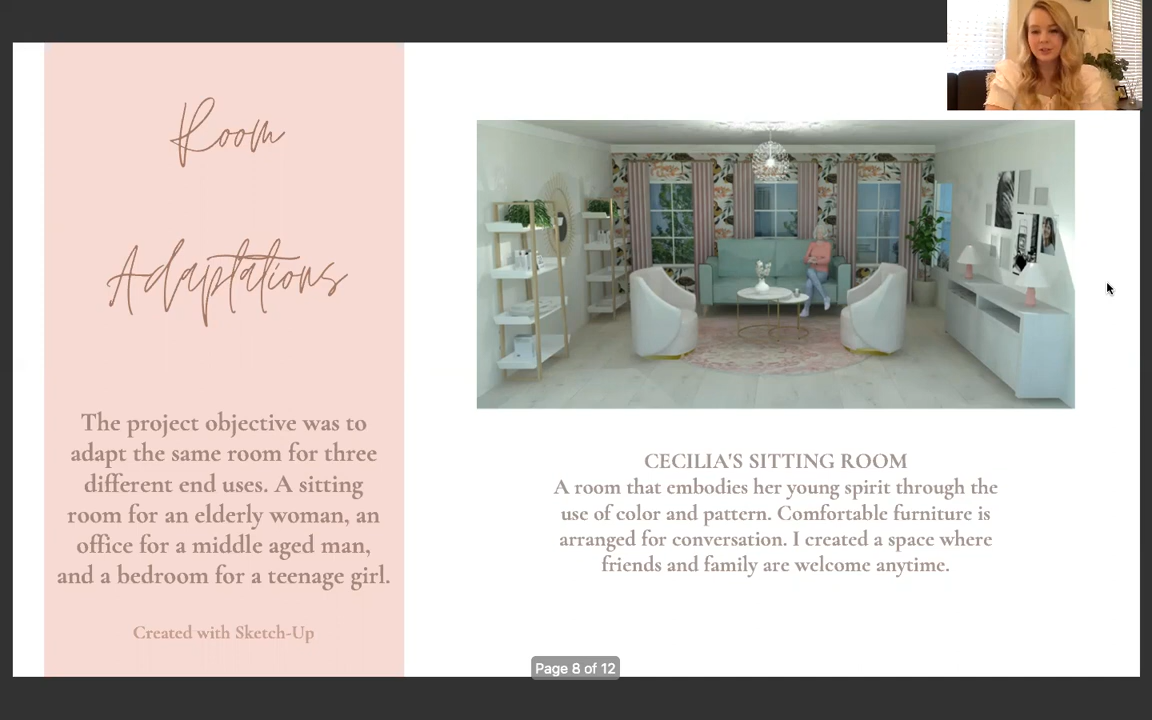 Room
Adaptations
The project objective was to
adapt the same room for three
different end uses. A sitting
room for an elderly woman, an
office for a middle aged man,
and a bedroom for a teenage girl.
Created with Sketch-Up
CECILIA'S SITTING ROOM
A room that embodies her young spirit through the
use of color and pattern. Comfortable furniture is
arranged for conversation. I created a space where
friends and family are welcome anytime.
Page 8 of 12